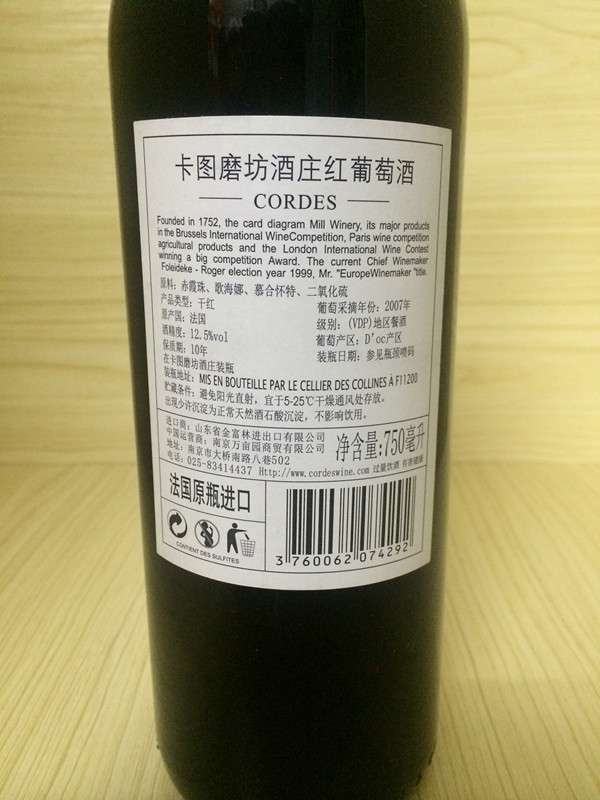 卡图磨坊酒庄红葡萄酒
CORDES
Founded in 1752, the card diagram Mill Winery, its major products
in the Brussels International WineCompetition, Paris wine competition
agricultural products and the London International Wine Contest
winning a big competition Award. The current Chief Winemaker
Foleideke - Roger election year 1999, Mr. "EuropeWinemaker "title.
原料：赤霞珠、歌海娜、慕合怀特、二氧化硫
产品类型：干红
葡萄采摘年份：2007年
原产国：法国
级别：(VDP)地区餐酒
酒精度：12.5%vol
葡萄产区：D'oc产区
保质期：10年
装瓶日期：参见瓶颈喷码
在卡图磨坊酒庄装瓶
装瓶地址：MIS EN BOUTEILLE PAR LE CELLIER DES COLLINES À F11200
贮藏条件：避免阳光直射，宜于5-25℃干燥通风处存放。
出现少许沉淀为正常天然酒石酸沉淀，不影响饮用。
进口商：山东省金富林进出口有限公司
中国运营商：南京万亩园商贸有限公司
地址：南京市大桥南路八巷502
电话：025-83414437 Http://www.cordeswine.com 过量饮酒 有害健康
净含量:750毫升
法国原瓶进口
CONTIENT DES SULFITES
3 760062 074292